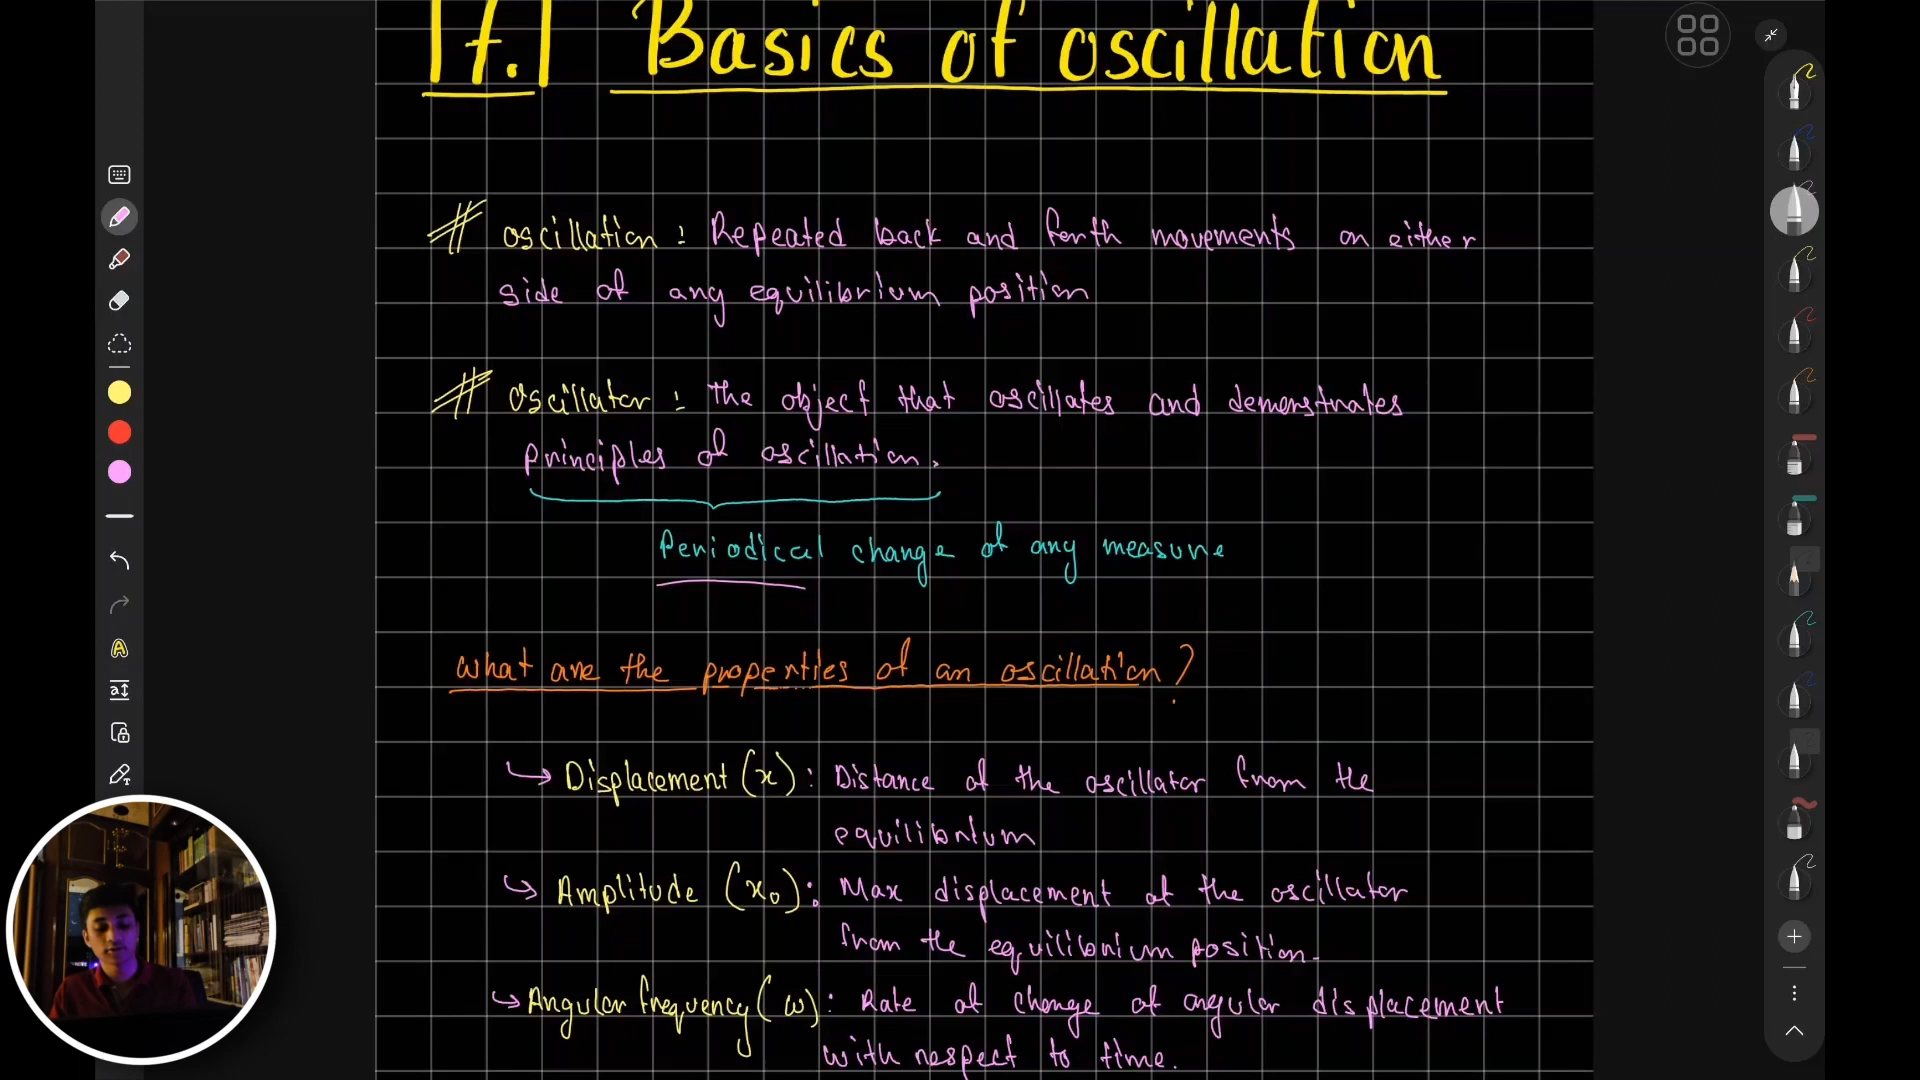 17.1 Basics of oscillation
# oscillation : Repeated back and forth movements on either
side of any equilibrium position
# Oscillator : The object that oscillates and demonstrates
principles of oscillation.
Periodical change of any measure
What are the properties of an oscillation?
↳ Displacement (x) : Distance of the oscillator from the
equilibrium
↳ Amplitude (x₀) : Max displacement of the oscillator
from the equilibrium position.
↳ Angular frequency (ω) : Rate of change of angular displacement
with respect to time.